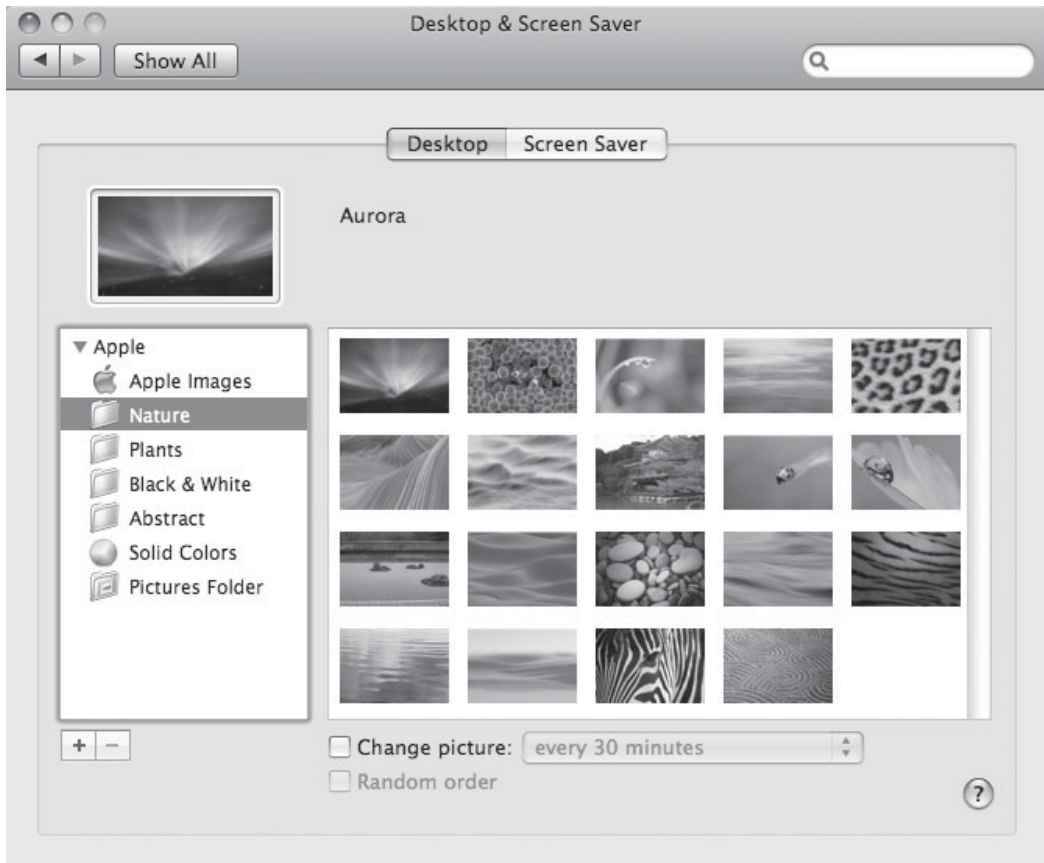 Desktop & Screen Saver
Show All
Desktop
Screen Saver
Aurora
Apple
Apple Images
Nature
Plants
Black & White
Abstract
Solid Colors
Pictures Folder
+ −
Change picture: every 30 minutes
Random order
?